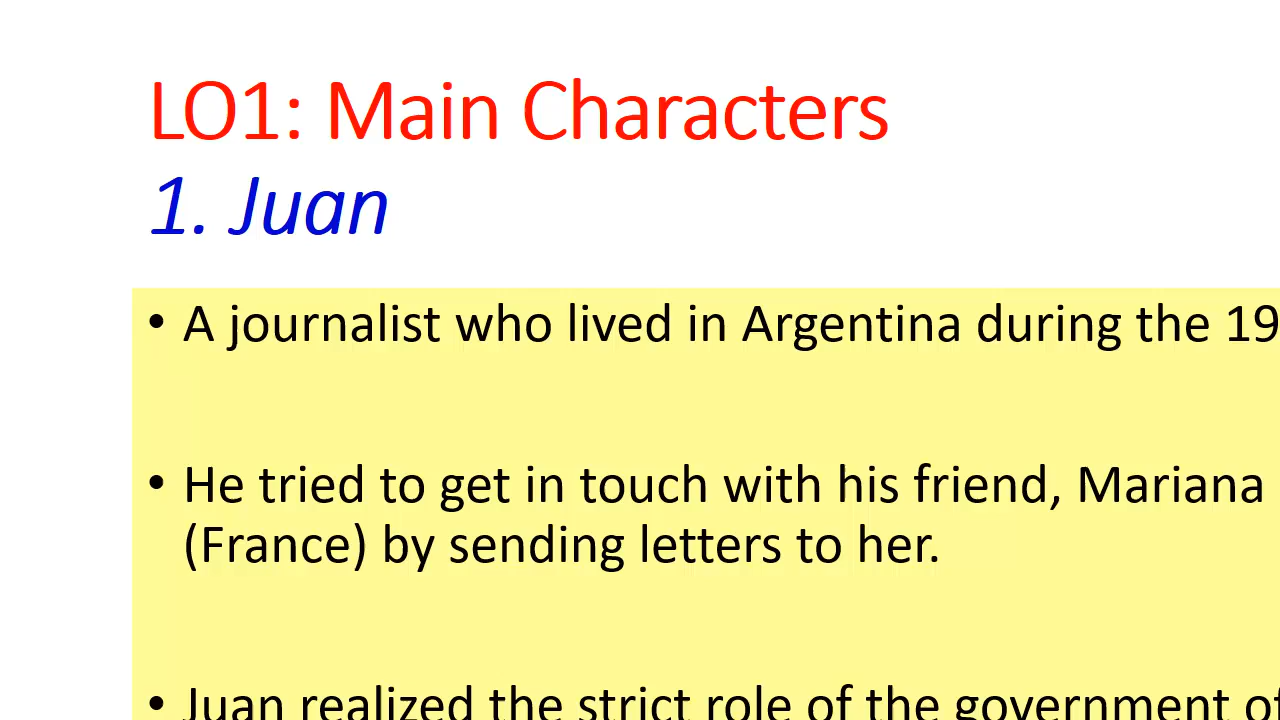 LO1: Main Characters
1. Juan
• A journalist who lived in Argentina during the 19
• He tried to get in touch with his friend, Mariana
(France) by sending letters to her.
• Juan realized the strict role of the government of